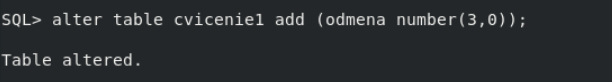 SQL> alter table cvicenie1 add (odmena number(3,0));
Table altered.